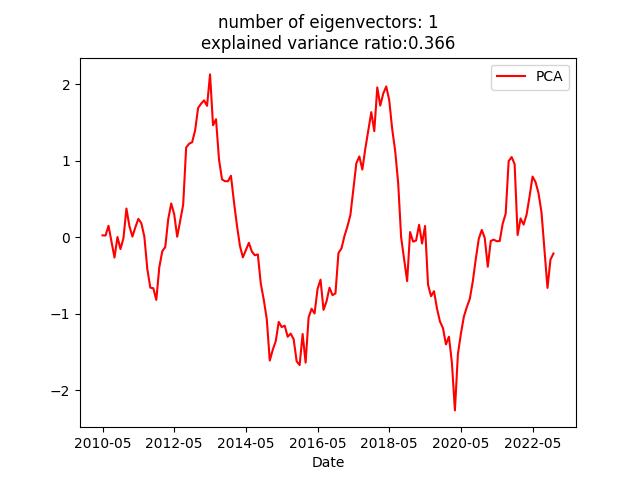 number of eigenvectors: 1
explained variance ratio:0.366
PCA
2
1
0
−1
−2
2010-05 2012-05 2014-05 2016-05 2018-05 2020-05 2022-05
Date